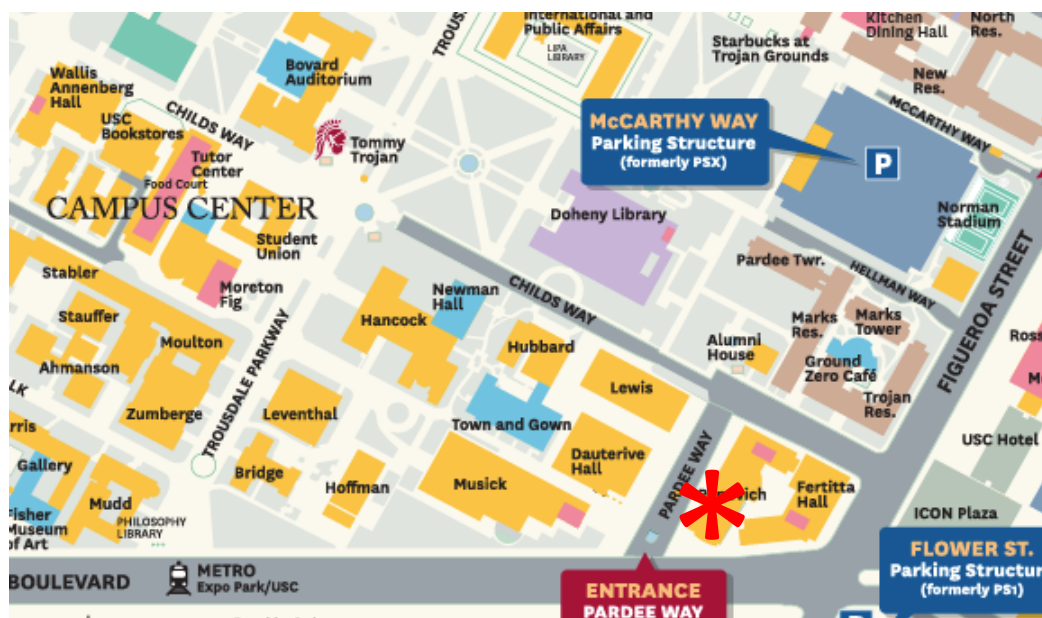 TROUS
International and
Public Affairs
LIPA
LIBRARY
Kitchen
Dining Hall
North
Res.
Starbucks at
Trojan Grounds
New
Res.
Wallis
Annenberg
Hall
Bovard
Auditorium
USC
Bookstores
CHILDS WAY
Tommy
Trojan
McCARTHY WAY
Parking Structure
(formerly PSX)
P
McCARTHY WAY
Tutor
Center
Food Court
CAMPUS CENTER
Student
Union
Doheny Library
Norman
Stadium
Pardee Twr.
HELLMAN WAY
FIGUEROA STREET
Stabler
Moreton
Fig
Newman
Hall
CHILDS WAY
Stauffer
Hancock
Marks
Res.
Marks
Tower
Moulton
Hubbard
Alumni
House
Ground
Zero Café
Ross
Ahmanson
TROUSDALE PARKWAY
Lewis
Trojan
Res.
LK
Zumberge
Leventhal
Town and Gown
PARDEE WAY
USC Hotel
rris
Gallery
Bridge
Hoffman
Musick
Dauterive
Hall
ich
Fertitta
Hall
Mudd
PHILOSOPHY
LIBRARY
Fisher
Museum
of Art
ICON Plaza
BOULEVARD
METRO
Expo Park/USC
ENTRANCE
PARDEE WAY
FLOWER ST.
Parking Structur
(formerly PS1)